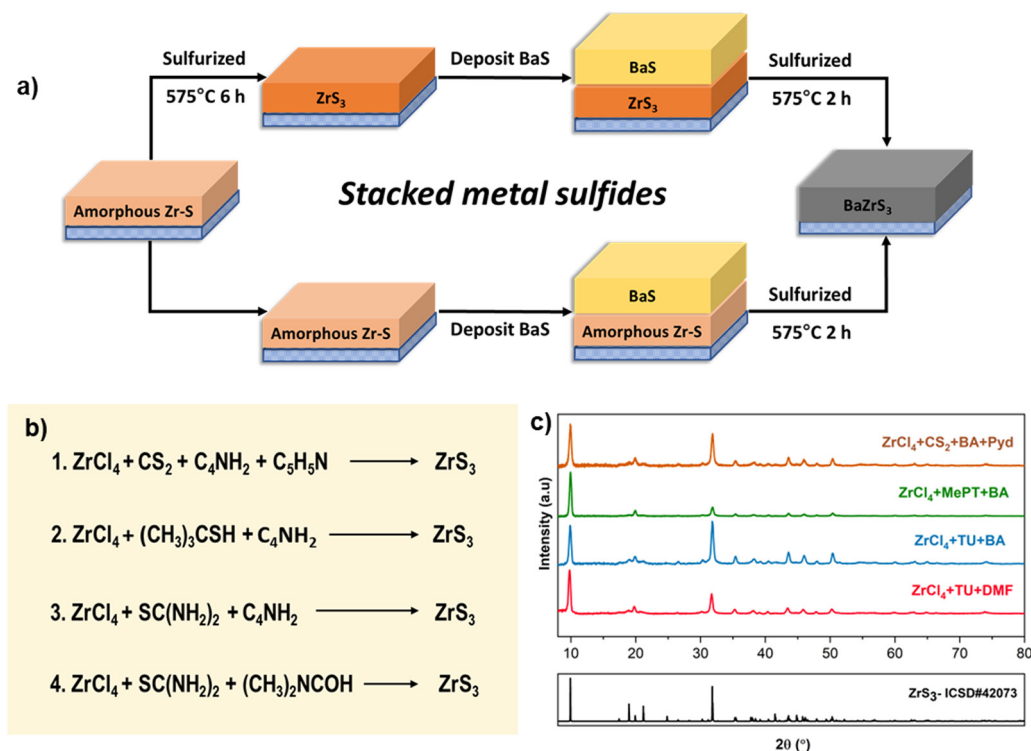 a)
Sulfurized
575°C 6 h
ZrS₃
Deposit BaS
BaS
ZrS₃
Sulfurized
575°C 2 h
Amorphous Zr-S
Stacked metal sulfides
BaZrS₃
Amorphous Zr-S
Deposit BaS
BaS
Amorphous Zr-S
Sulfurized
575°C 2 h
b)
1. ZrCl₄ + CS₂ + C₄NH₂ + C₅H₅N ⟶ ZrS₃
2. ZrCl₄ + (CH₃)₃CSH + C₄NH₂ ⟶ ZrS₃
3. ZrCl₄ + SC(NH₂)₂ + C₄NH₂ ⟶ ZrS₃
4. ZrCl₄ + SC(NH₂)₂ + (CH₃)₂NCOH ⟶ ZrS₃
c)
Intensity (a.u)
ZrCl₄+CS₂+BA+Pyd
ZrCl₄+MePT+BA
ZrCl₄+TU+BA
ZrCl₄+TU+DMF
10 20 30 40 50 60 70 80
ZrS₃- ICSD#42073
2θ (°)